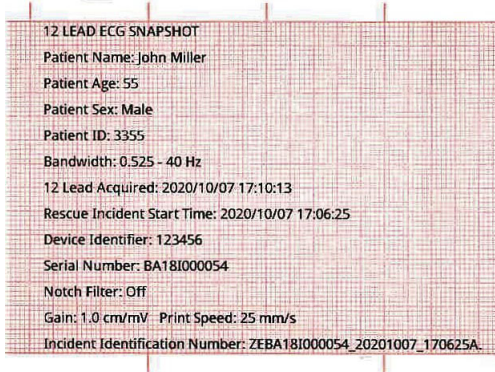 12 LEAD ECG SNAPSHOT
Patient Name: John Miller
Patient Age: 55
Patient Sex: Male
Patient ID: 3355
Bandwidth: 0.525 - 40 Hz
12 Lead Acquired: 2020/10/07 17:10:13
Rescue Incident Start Time: 2020/10/07 17:06:25
Device Identifier: 123456
Serial Number: BA18I000054
Notch Filter: Off
Gain: 1.0 cm/mV Print Speed: 25 mm/s
Incident Identification Number: ZEBA18I000054_20201007_170625A.